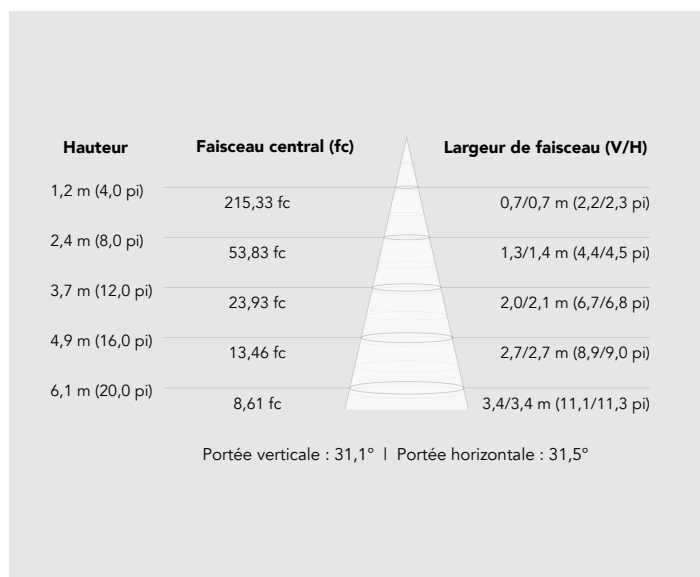 Hauteur Faisceau central (fc) Largeur de faisceau (V/H)
1,2 m (4,0 pi) 215,33 fc 0,7/0,7 m (2,2/2,3 pi)
2,4 m (8,0 pi) 53,83 fc 1,3/1,4 m (4,4/4,5 pi)
3,7 m (12,0 pi) 23,93 fc 2,0/2,1 m (6,7/6,8 pi)
4,9 m (16,0 pi) 13,46 fc 2,7/2,7 m (8,9/9,0 pi)
6,1 m (20,0 pi) 8,61 fc 3,4/3,4 m (11,1/11,3 pi)
Portée verticale : 31,1° | Portée horizontale : 31,5°